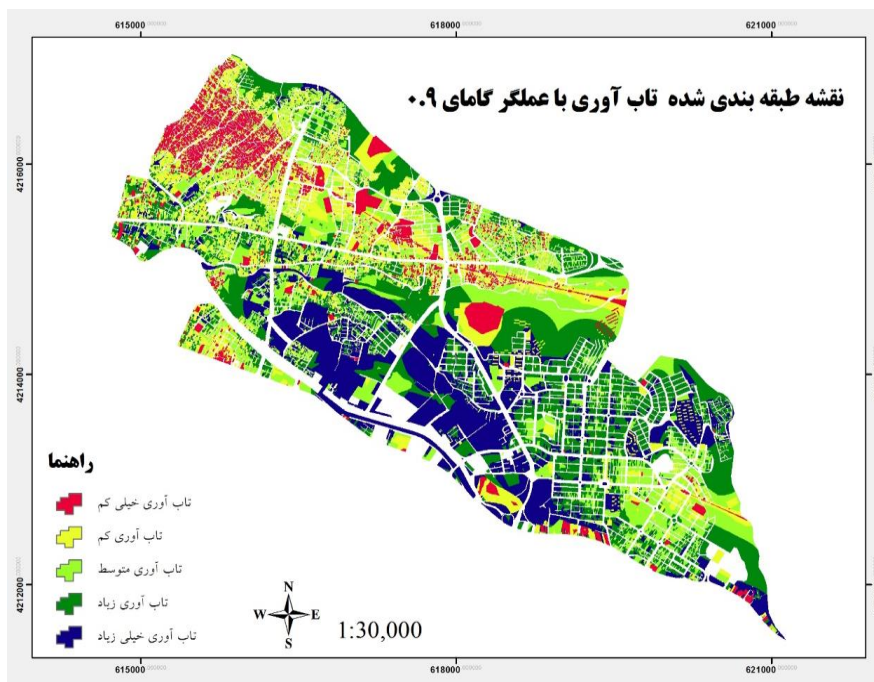 615000 618000 621000
نقشه طبقه بندی شده تاب آوری با عملگر گامای ۰.۹
4216000
4214000
4212000
راهنما
تاب آوری خیلی کم
تاب آوری کم
تاب آوری متوسط
تاب آوری زیاد
تاب آوری خیلی زیاد
N
W E
S
1:30,000
615000 618000 621000